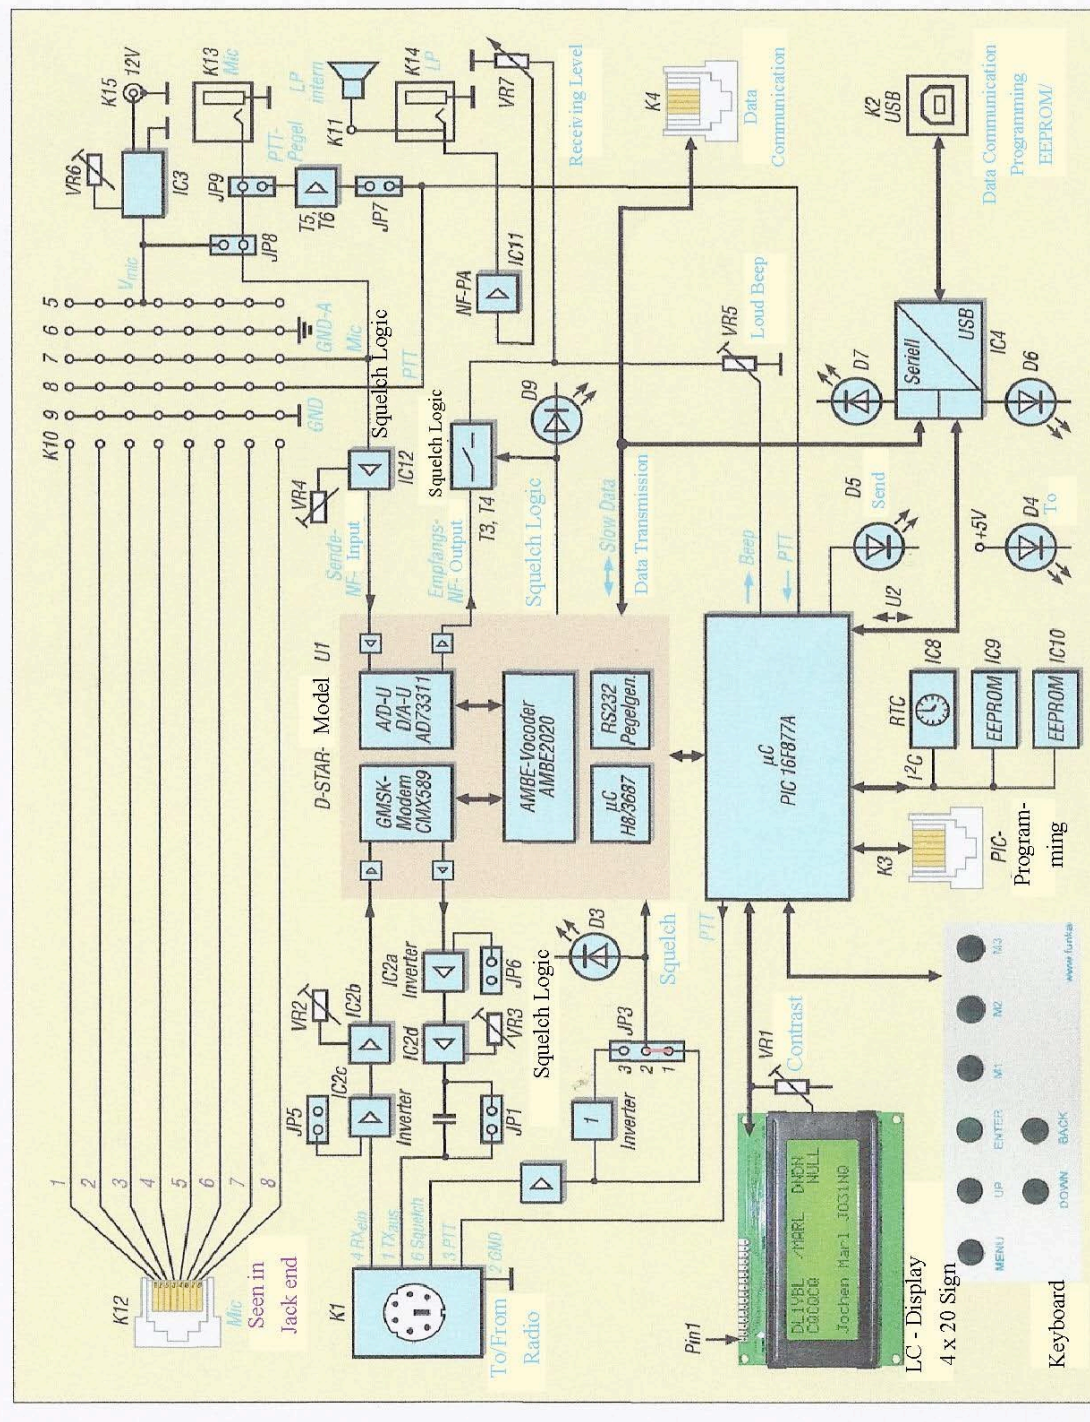 K12
Mic
Seen in
Jack end
1
2
3
4
5
6
7
8
K10
9
8
7
6
5
GND
PTT
Mic
GND-A
Vmic
K15
12V
VR6
IC3
K13
Mic
JP9
JP8
PTT-
Pegel
T5,
T6
JP7
LP
intern
K11
K14
LP
VR7
Receiving Level
NF-PA
IC11
K4
Data
Communication
K2
USB
Data Communication
Programming
EEPROM/
K1
To/From
Radio
4 RXein
1 TXaus
6 Squelch
3 PTT
2 GND
JP5
IC2c
Inverter
VR2
IC2b
IC2a
Inverter
JP6
IC2d
VR3
JP1
Squelch Logic
1
Inverter
3
2
1
JP3
D3
Squelch
D-STAR- Model U1
GMSK-
Modem
CMX589
A/D-U
D/A-U
AD73311
AMBE-Vocoder
AMBE2020
µC
H8/3687
RS232
Pegelgen.
Sende-
NF- Input
VR4
IC12
Squelch Logic
Empfangs-
NF- Output
Squelch Logic
T3, T4
Squelch Logic
D9
Slow Data
Data Transmission
VR5
Loud Beep
Beep
PTT
PTT
µC
PIC 16F877A
D5
Send
U2
Seriell
USB
IC4
D7
D6
+5V
D4
To
I²C
RTC
IC8
EEPROM
IC9
EEPROM
IC10
K3
PIC-
Program-
ming
VR1
Contrast
Pin1
DL1YBL /MARL DHDN
CQCQCQ NULL
Jochen Marl JO31NQ
LC - Display
4 x 20 Sign
MENU
UP
ENTER
M1
M2
M3
DOWN
BACK
www.funka
Keyboard